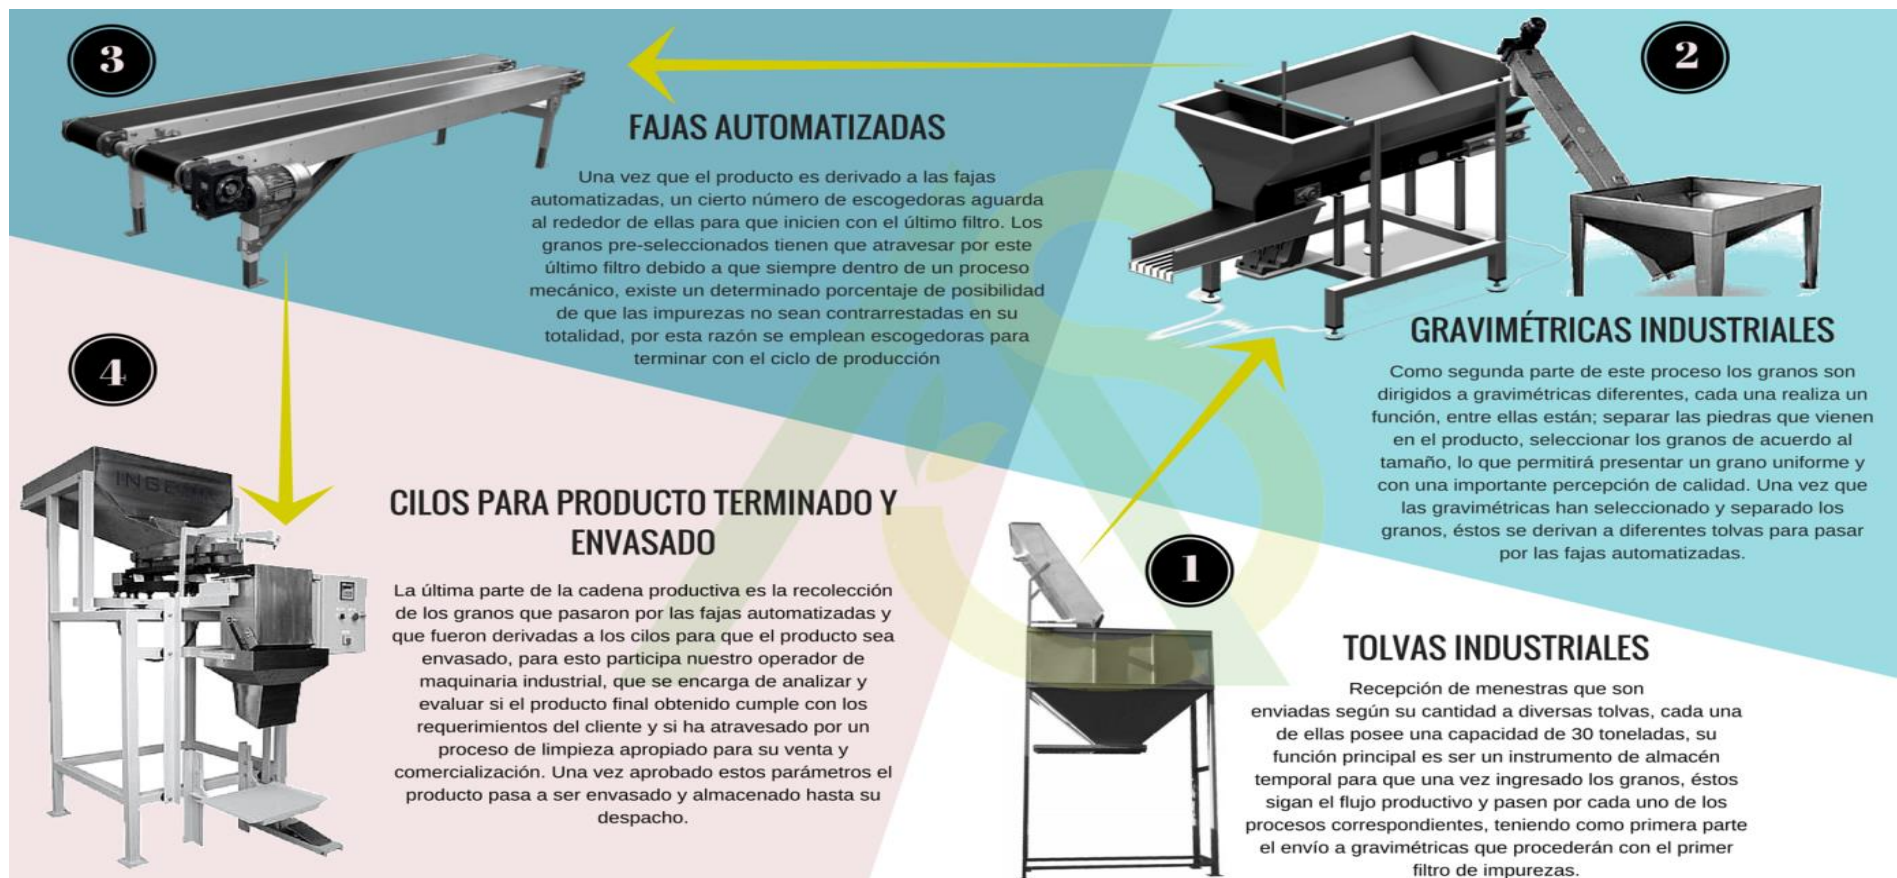 3
FAJAS AUTOMATIZADAS
Una vez que el producto es derivado a las fajas
automatizadas, un cierto número de escogedoras aguarda
al rededor de ellas para que inicien con el último filtro. Los
granos pre-seleccionados tienen que atravesar por este
último filtro debido a que siempre dentro de un proceso
mecánico, existe un determinado porcentaje de posibilidad
de que las impurezas no sean contrarrestadas en su
totalidad, por esta razón se emplean escogedoras para
terminar con el ciclo de producción
2
GRAVIMÉTRICAS INDUSTRIALES
Como segunda parte de este proceso los granos son
dirigidos a gravimétricas diferentes, cada una realiza un
función, entre ellas están; separar las piedras que vienen
en el producto, seleccionar los granos de acuerdo al
tamaño, lo que permitirá presentar un grano uniforme y
con una importante percepción de calidad. Una vez que
las gravimétricas han seleccionado y separado los
granos, éstos se derivan a diferentes tolvas para pasar
por las fajas automatizadas.
4
CILOS PARA PRODUCTO TERMINADO Y
ENVASADO
La última parte de la cadena productiva es la recolección
de los granos que pasaron por las fajas automatizadas y
que fueron derivadas a los cilos para que el producto sea
envasado, para esto participa nuestro operador de
maquinaria industrial, que se encarga de analizar y
evaluar si el producto final obtenido cumple con los
requerimientos del cliente y si ha atravesado por un
proceso de limpieza apropiado para su venta y
comercialización. Una vez aprobado estos parámetros el
producto pasa a ser envasado y almacenado hasta su
despacho.
1
TOLVAS INDUSTRIALES
Recepción de menestras que son
enviadas según su cantidad a diversas tolvas, cada una
de ellas posee una capacidad de 30 toneladas, su
función principal es ser un instrumento de almacén
temporal para que una vez ingresado los granos, éstos
sigan el flujo productivo y pasen por cada uno de los
procesos correspondientes, teniendo como primera parte
el envío a gravimétricas que procederán con el primer
filtro de impurezas.